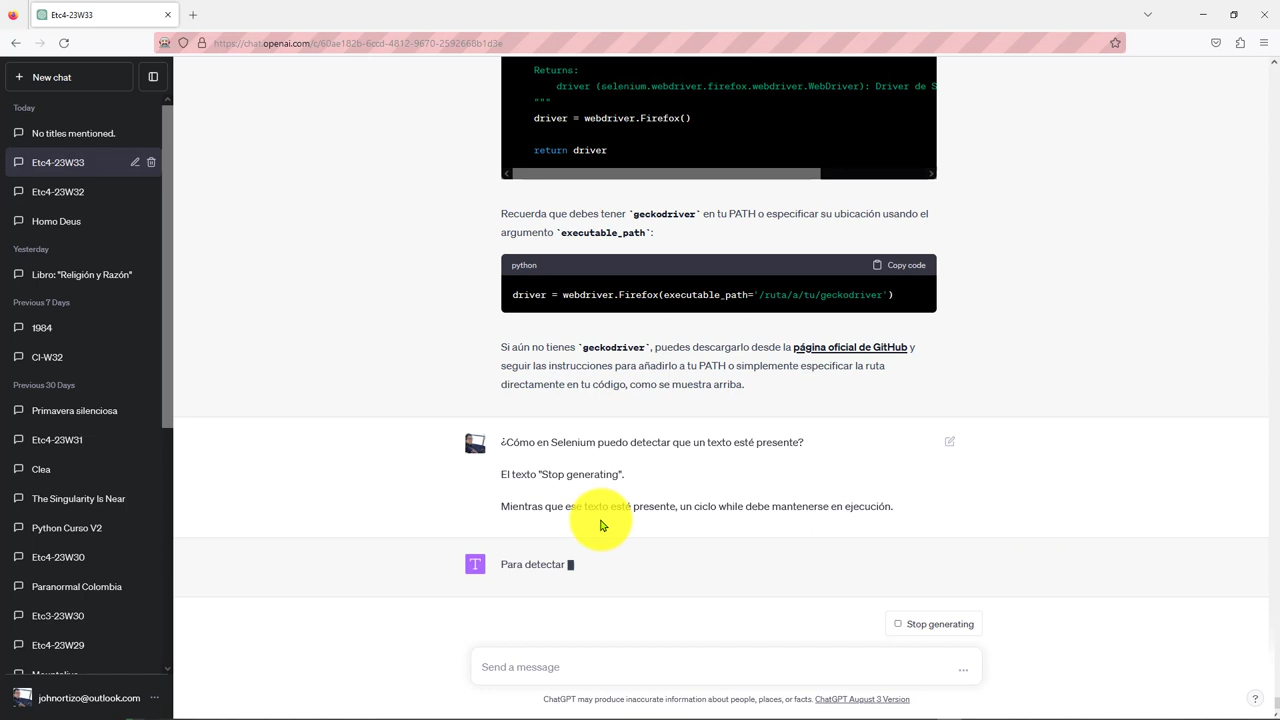 Etc4-23W33
https://chat.openai.com/c/60ae182b-6ccd-4812-9670-2592668b1d3e
New chat
Today
No titles mentioned.
Etc4-23W33
Etc4-23W32
Homo Deus
Yesterday
Libro: "Religión y Razón"
Previous 7 Days
1984
CI-W32
Previous 30 Days
Primavera silenciosa
Etc4-23W31
Clea
The Singularity Is Near
Python Curso V2
Etc4-23W30
Paranormal Colombia
Etc3-23W30
Etc4-23W29
Mountolive
johortizo@outlook.com
Returns:
driver (selenium.webdriver.firefox.webdriver.WebDriver): Driver de S
"""
driver = webdriver.Firefox()
return driver
Recuerda que debes tener `geckodriver` en tu PATH o especificar su ubicación usando el
argumento `executable_path`:
python
Copy code
driver = webdriver.Firefox(executable_path='/ruta/a/tu/geckodriver')
Si aún no tienes `geckodriver`, puedes descargarlo desde la página oficial de GitHub y
seguir las instrucciones para añadirlo a tu PATH o simplemente especificar la ruta
directamente en tu código, como se muestra arriba.
¿Cómo en Selenium puedo detectar que un texto esté presente?
El texto "Stop generating".
Mientras que ese texto esté presente, un ciclo while debe mantenerse en ejecución.
T
Para detectar
Stop generating
Send a message
ChatGPT may produce inaccurate information about people, places, or facts. ChatGPT August 3 Version
?